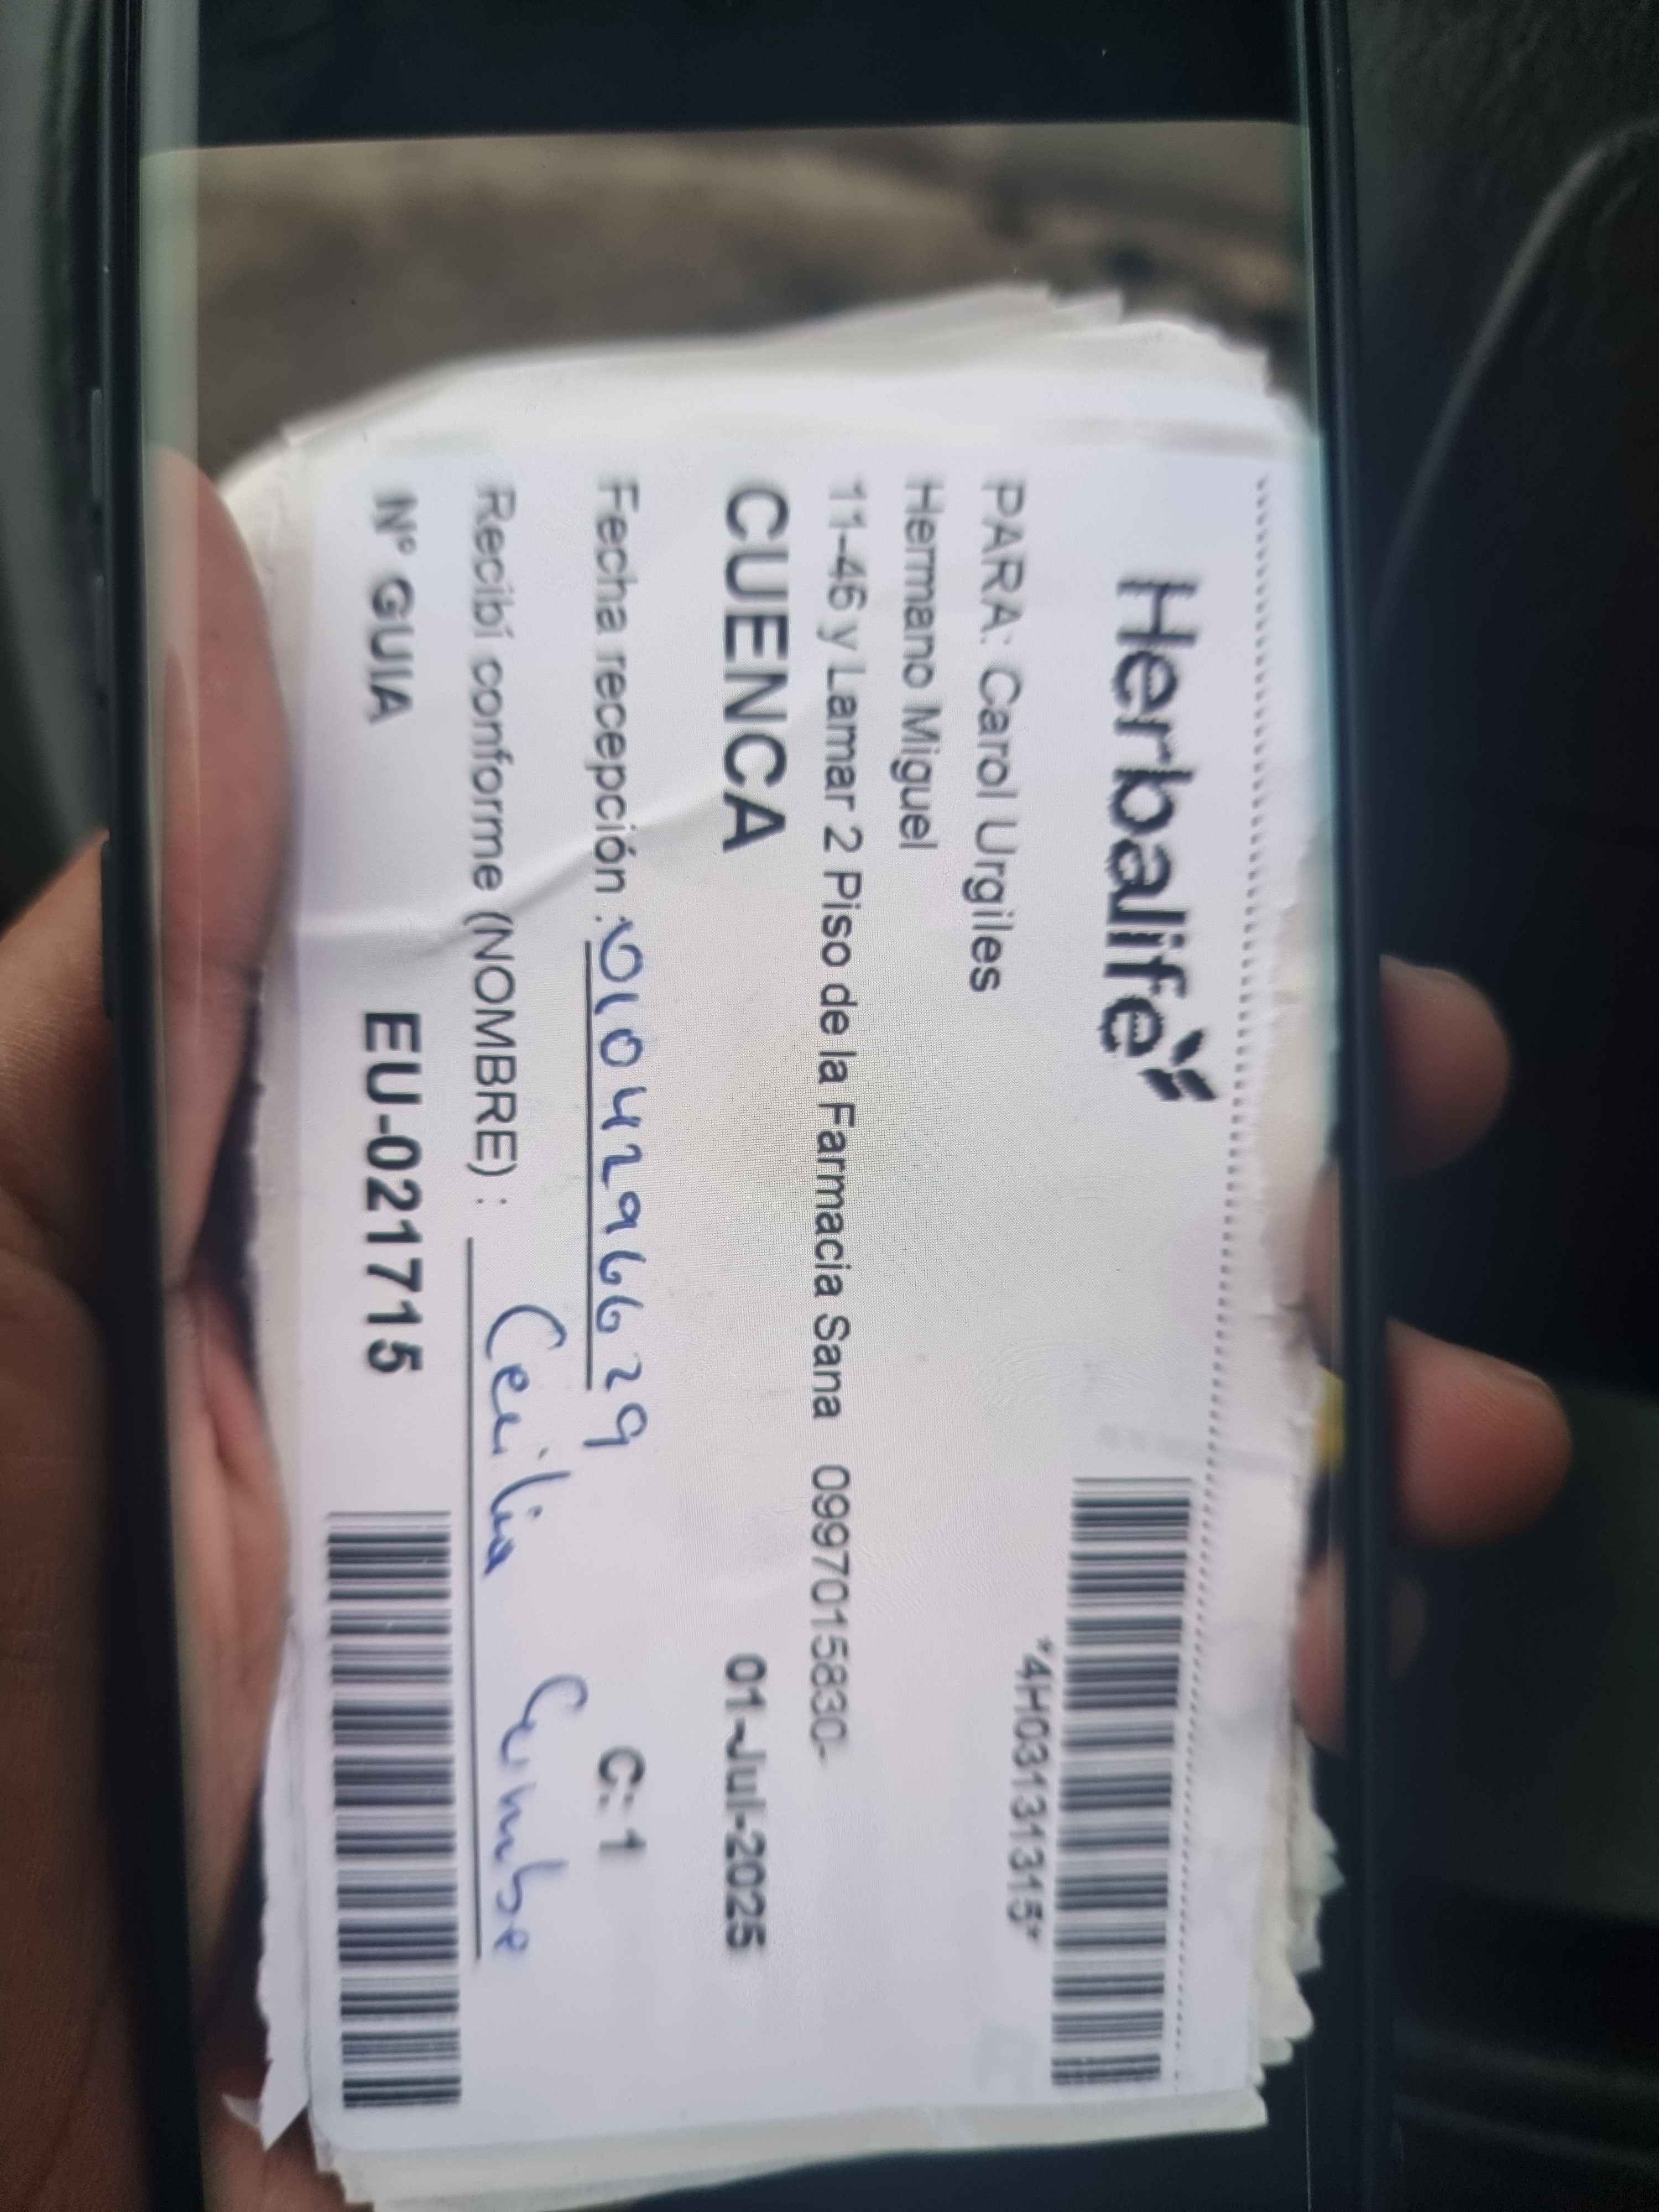 Herbalife
*4H03131315*
PARA: Carol Urgiles
Hermano Miguel
11-46 y Lamar 2 Piso de la Farmacia Sana 0997015830-
CUENCA 01-Jul-2025
Fecha recepción : 0104296629 C: 1
Recibí conforme (NOMBRE) : Cecilia Cumbe
Nº GUIA EU-021715